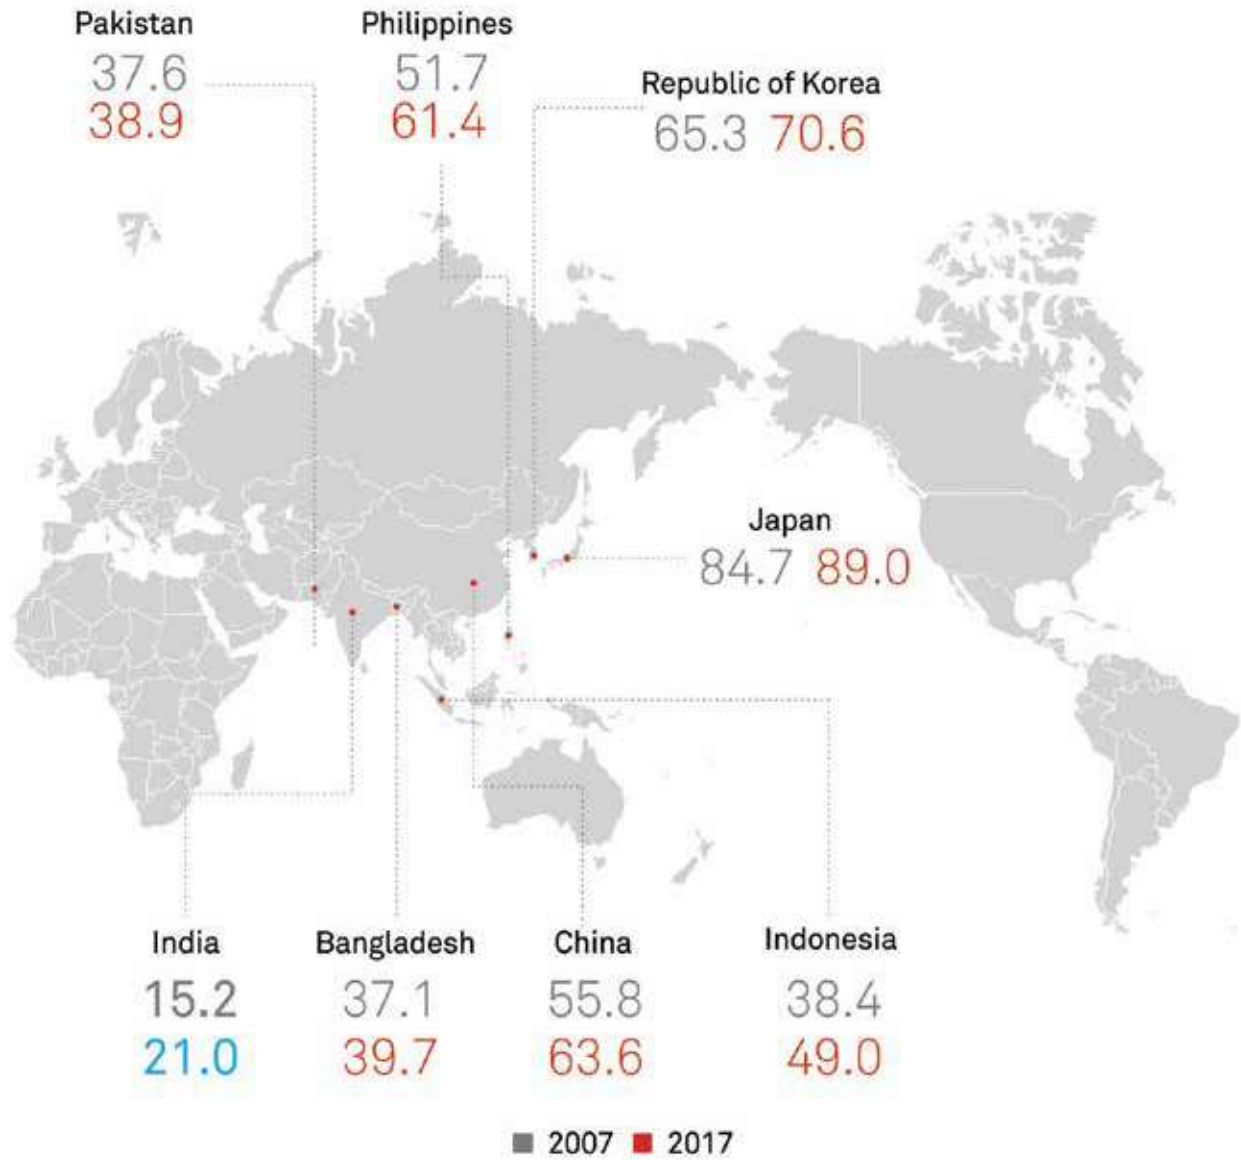 Pakistan
37.6
38.9
Philippines
51.7
61.4
Republic of Korea
65.3 70.6
Japan
84.7 89.0
India
15.2
21.0
Bangladesh
37.1
39.7
China
55.8
63.6
Indonesia
38.4
49.0
2007 2017